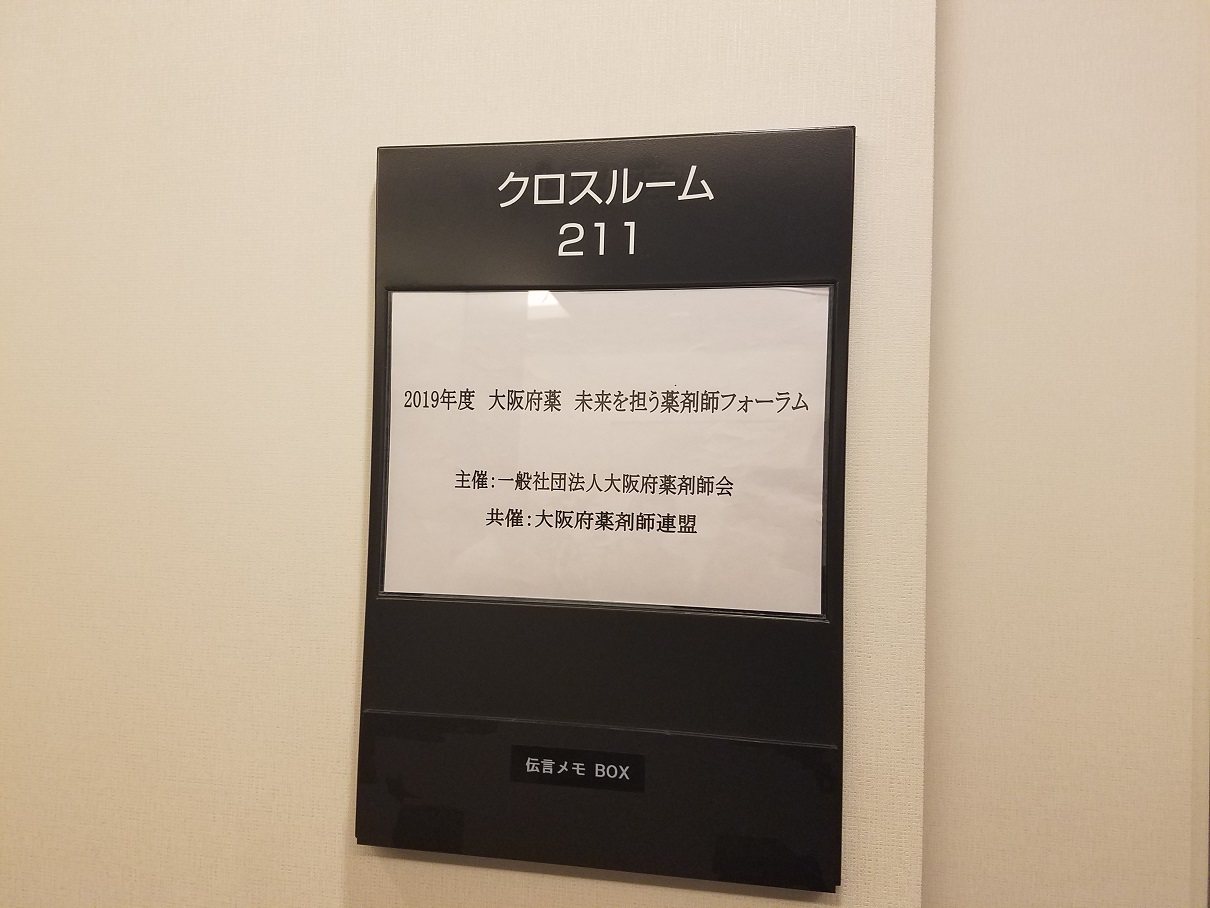 クロスルーム
211
2019年度 大阪府薬 未来を担う薬剤師フォーラム
主催:一般社団法人大阪府薬剤師会
共催:大阪府薬剤師連盟
伝言メモ BOX